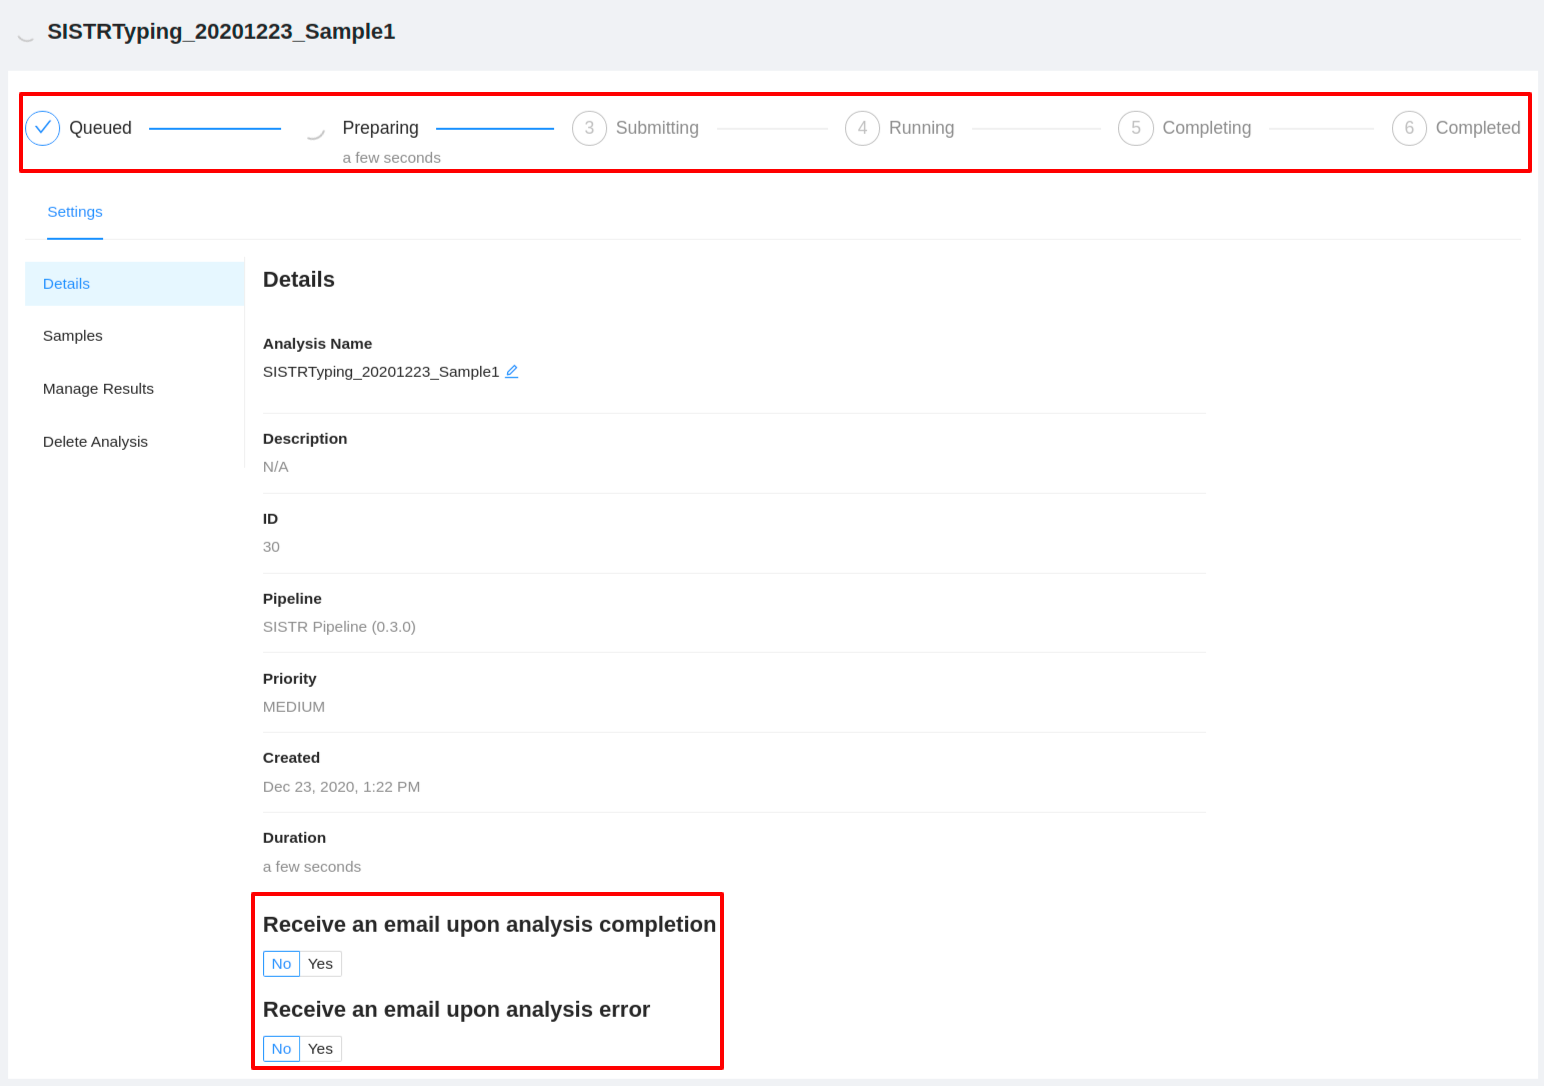 SISTRTyping_20201223_Sample1
Queued Preparing 3 Submitting 4 Running 5 Completing 6 Completed
a few seconds
Settings
Details
Samples
Manage Results
Delete Analysis
Details
Analysis Name
SISTRTyping_20201223_Sample1
Description
N/A
ID
30
Pipeline
SISTR Pipeline (0.3.0)
Priority
MEDIUM
Created
Dec 23, 2020, 1:22 PM
Duration
a few seconds
Receive an email upon analysis completion
No Yes
Receive an email upon analysis error
No Yes